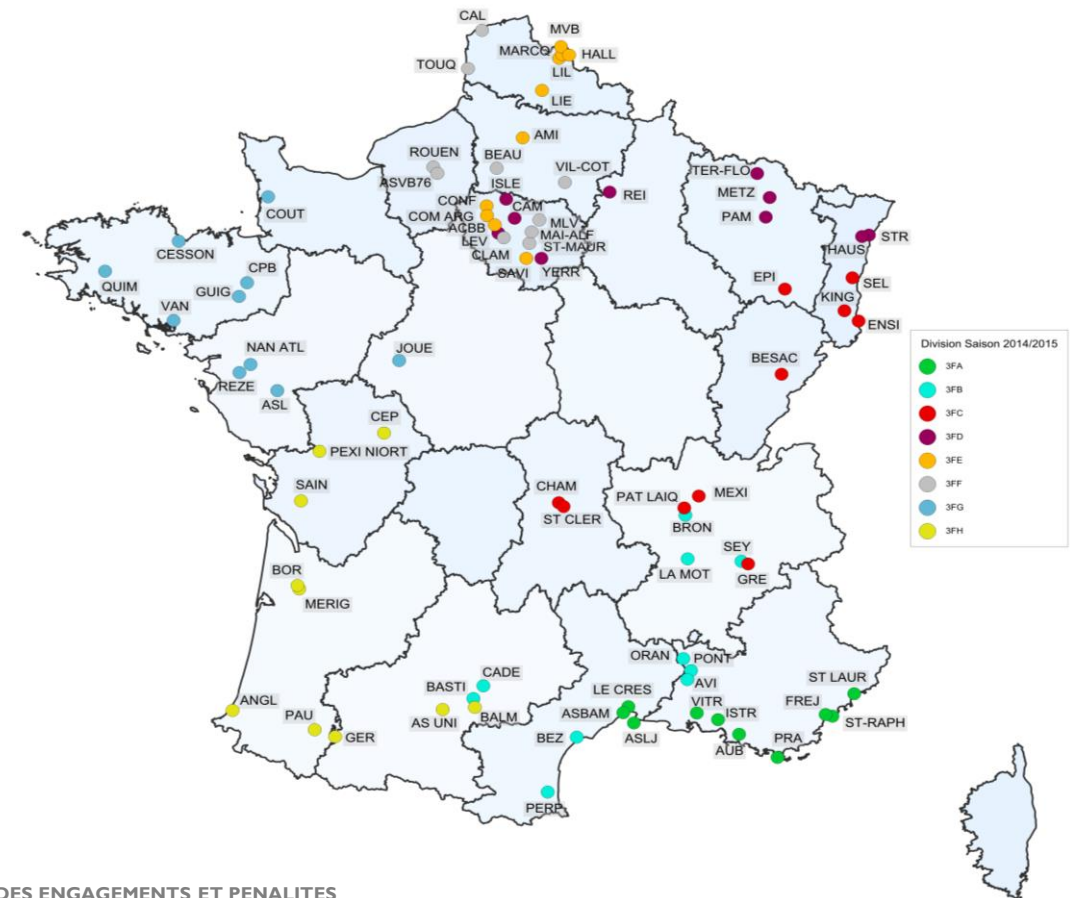 CAL
MVB
MARCQ
HALL
TOUQ
LIL
LIE
AMI
ROUEN
BEAU
VIL-COT
ASVB76
ISLE
TER-FLO
METZ
REI
CONF
CAM
COM ARG
MLV
PAM
COUT
ACBB
MAI-ALF
LEV
ST-MAUR
HAUS
STR
CESSON
CLAM
SAVI
YERR
QUIM
CPB
EPI
SEL
GUIG
KING
VAN
ENSI
NAN ATL
JOUE
BESAC
REZE
ASL
CEP
PEXI NIORT
SAIN
CHAM
PAT LAIQ
MEXI
ST CLER
BRON
SEY
LA MOT
GRE
BOR
MERIG
ORAN
PONT
CADE
AVI
ST LAUR
BASTI
LE CRES
ANGL
VITR
FREJ
AS UNI
BALM
ASBAM
ISTR
ST-RAPH
PAU
GER
BEZ
ASLJ
AUB
PRA
PERP
Division Saison 2014/2015
3FA
3FB
3FC
3FD
3FE
3FF
3FG
3FH
DES ENGAGEMENTS ET PENALITES